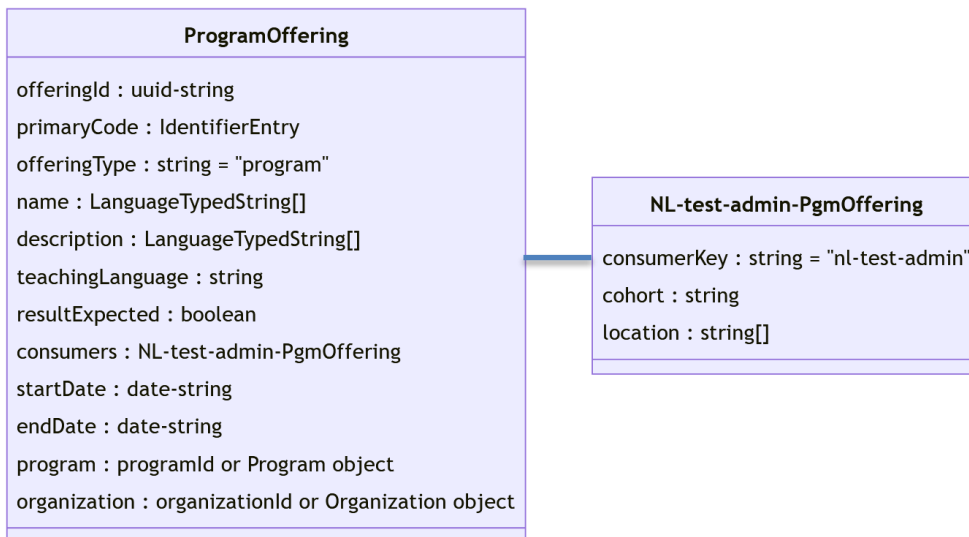 ProgramOffering
offeringId : uuid-string
primaryCode : IdentifierEntry
offeringType : string = "program"
name : LanguageTypedString[]
description : LanguageTypedString[]
teachingLanguage : string
resultExpected : boolean
consumers : NL-test-admin-PgmOffering
startDate : date-string
endDate : date-string
program : programId or Program object
organization : organizationId or Organization object
NL-test-admin-PgmOffering
consumerKey : string = "nl-test-admin"
cohort : string
location : string[]